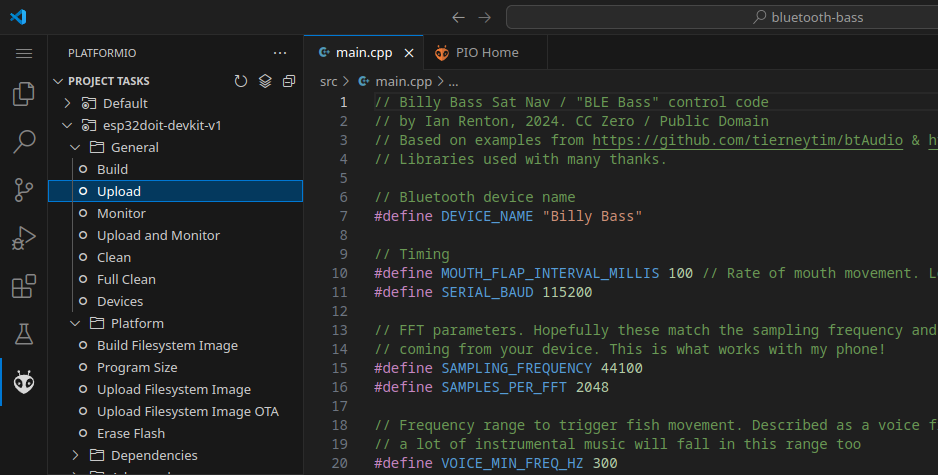 bluetooth-bass
PLATFORMIO
PROJECT TASKS
Default
esp32doit-devkit-v1
General
Build
Upload
Monitor
Upload and Monitor
Clean
Full Clean
Devices
Platform
Build Filesystem Image
Program Size
Upload Filesystem Image
Upload Filesystem Image OTA
Erase Flash
Dependencies
main.cpp
PIO Home
src > main.cpp > ...
1 // Billy Bass Sat Nav / "BLE Bass" control code
2 // by Ian Renton, 2024. CC Zero / Public Domain
3 // Based on examples from https://github.com/tierneytim/btAudio & h
4 // Libraries used with many thanks.
5
6 // Bluetooth device name
7 #define DEVICE_NAME "Billy Bass"
8
9 // Timing
10 #define MOUTH_FLAP_INTERVAL_MILLIS 100 // Rate of mouth movement. L
11 #define SERIAL_BAUD 115200
12
13 // FFT parameters. Hopefully these match the sampling frequency and
14 // coming from your device. This is what works with my phone!
15 #define SAMPLING_FREQUENCY 44100
16 #define SAMPLES_PER_FFT 2048
17
18 // Frequency range to trigger fish movement. Described as a voice f
19 // a lot of instrumental music will fall in this range too
20 #define VOICE_MIN_FREQ_HZ 300